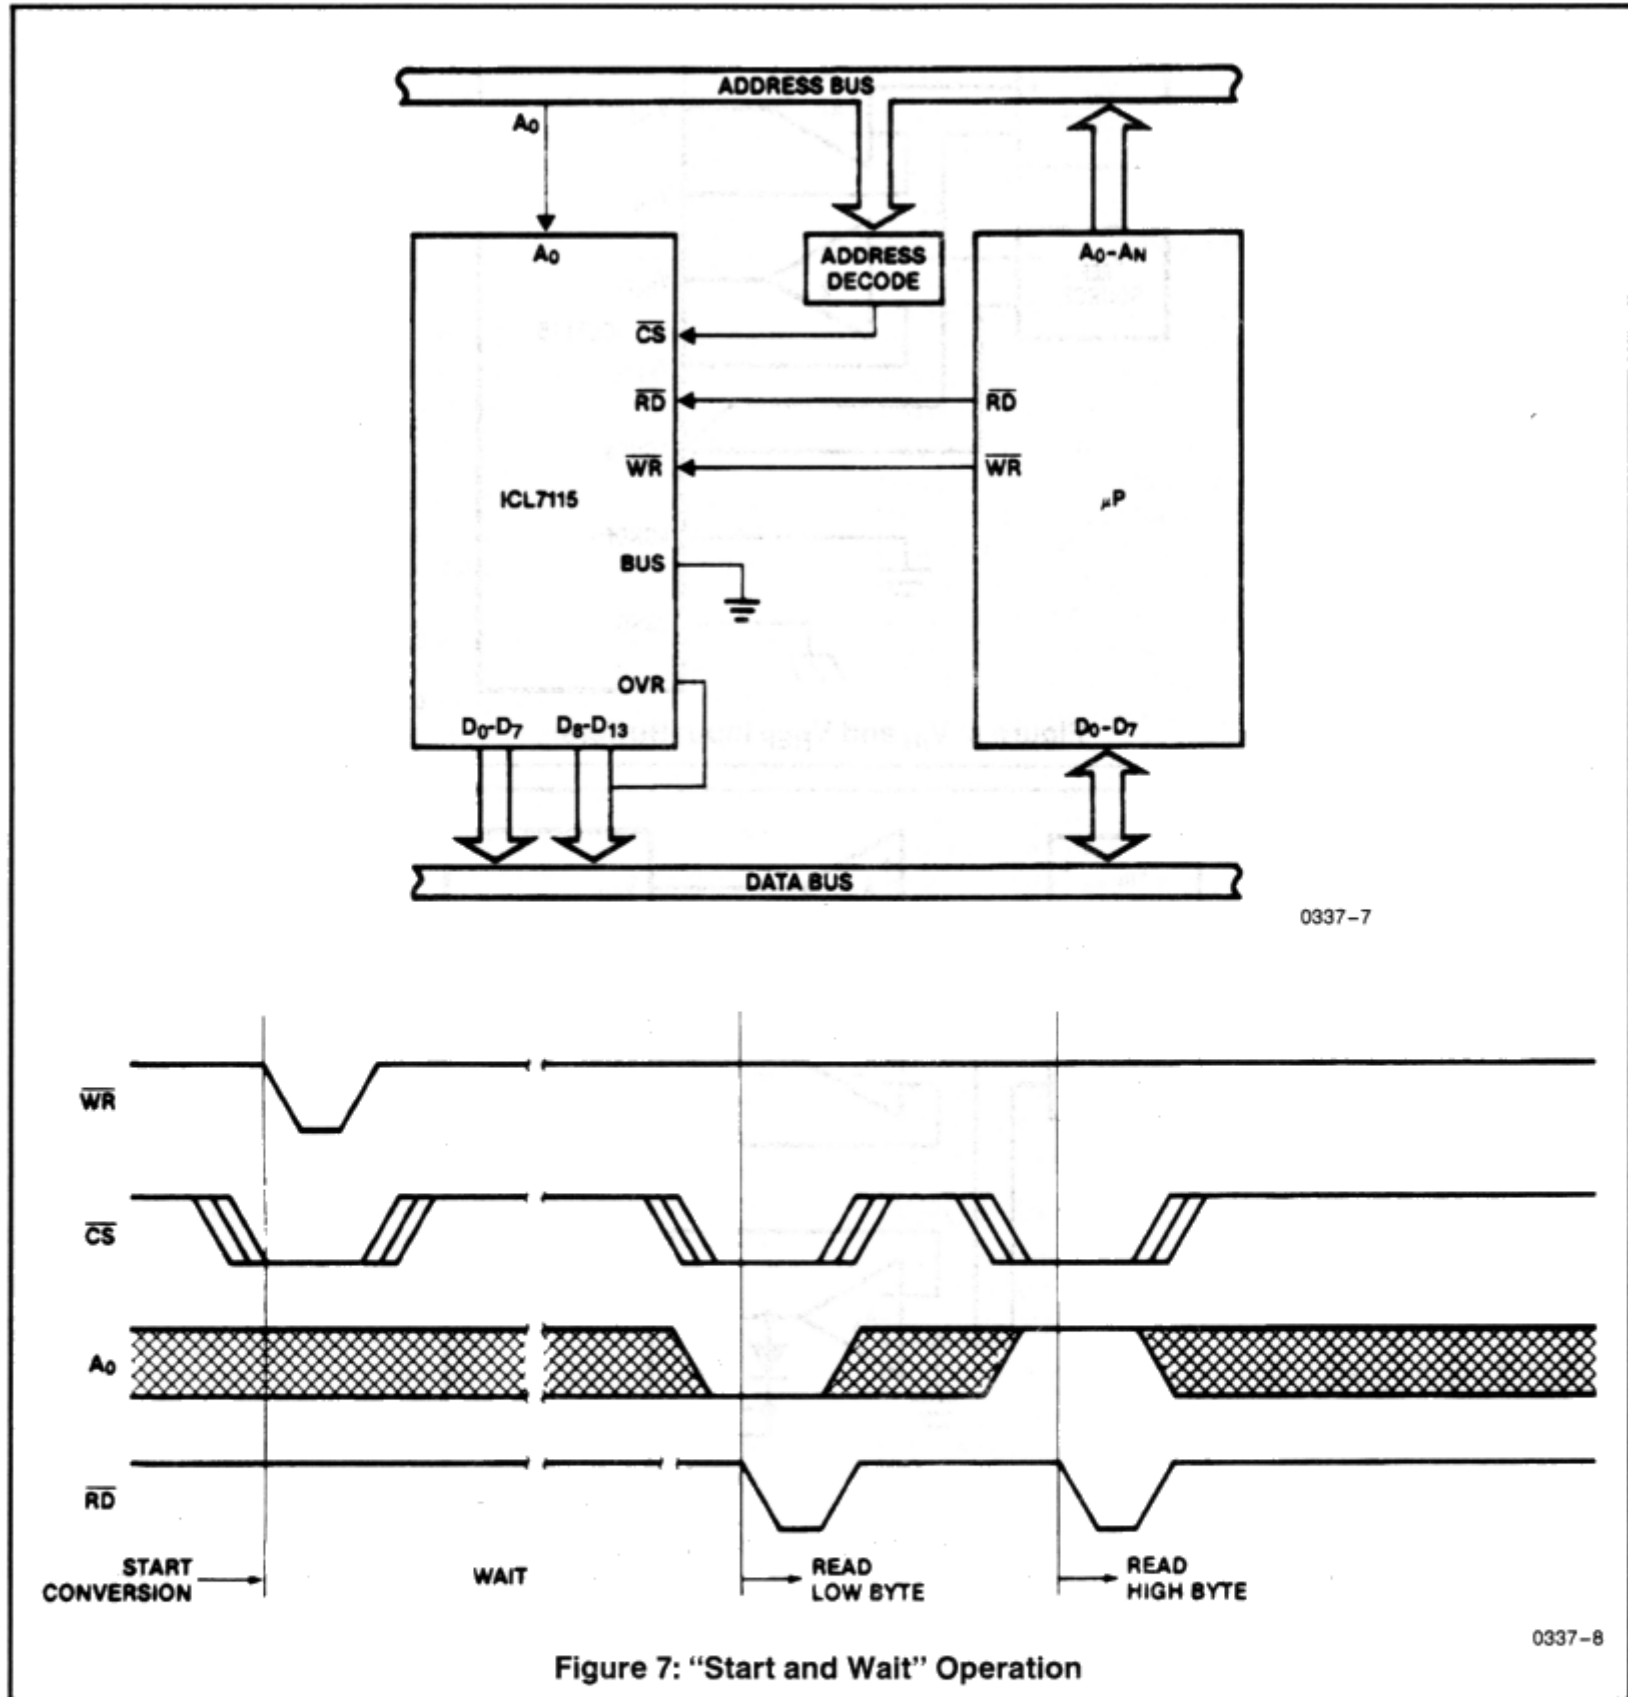 ADDRESS BUS
A0
A0
ADDRESS
DECODE
A0-AN
CS
RD
RD
WR
WR
ICL7115
μP
BUS
OVR
D0-D7
D8-D13
D0-D7
DATA BUS
0337-7
WR
CS
A0
RD
START
CONVERSION
WAIT
READ
LOW BYTE
READ
HIGH BYTE
0337-8
Figure 7: “Start and Wait” Operation